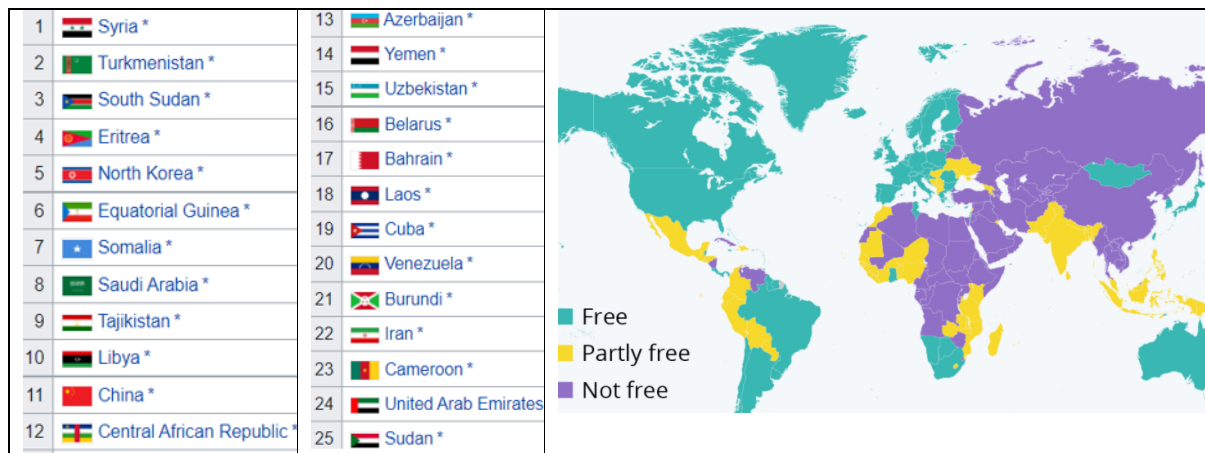 1 Syria *
2 Turkmenistan *
3 South Sudan *
4 Eritrea *
5 North Korea *
6 Equatorial Guinea *
7 Somalia *
8 Saudi Arabia *
9 Tajikistan *
10 Libya *
11 China *
12 Central African Republic *
13 Azerbaijan *
14 Yemen *
15 Uzbekistan *
16 Belarus *
17 Bahrain *
18 Laos *
19 Cuba *
20 Venezuela *
21 Burundi *
22 Iran *
23 Cameroon *
24 United Arab Emirates
25 Sudan *
Free
Partly free
Not free